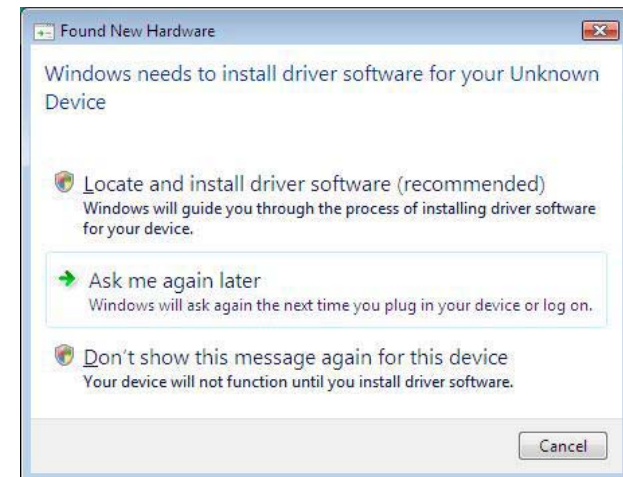 Found New Hardware
Windows needs to install driver software for your Unknown
Device
Locate and install driver software (recommended)
Windows will guide you through the process of installing driver software
for your device.
Ask me again later
Windows will ask again the next time you plug in your device or log on.
Don't show this message again for this device
Your device will not function until you install driver software.
Cancel